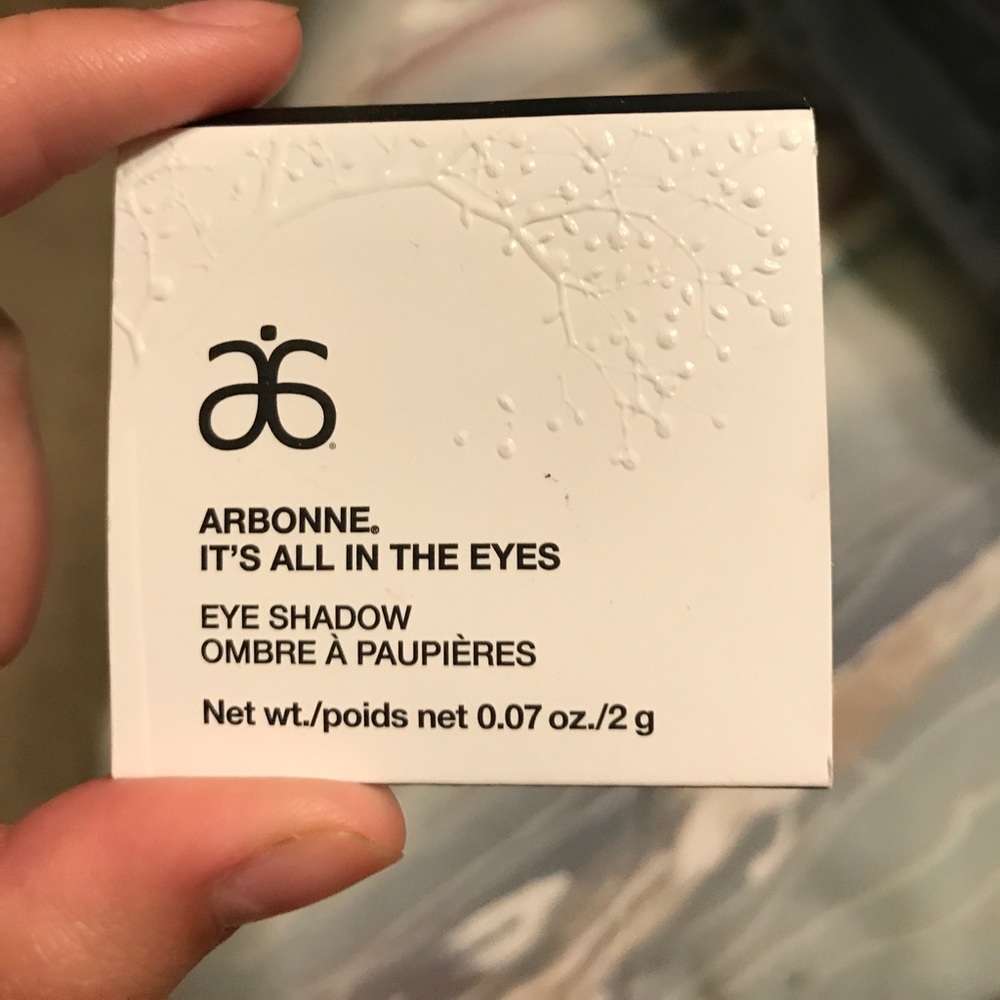 ARBONNE®
IT'S ALL IN THE EYES
EYE SHADOW
OMBRE À PAUPIÈRES
Net wt./poids net 0.07 oz./2 g